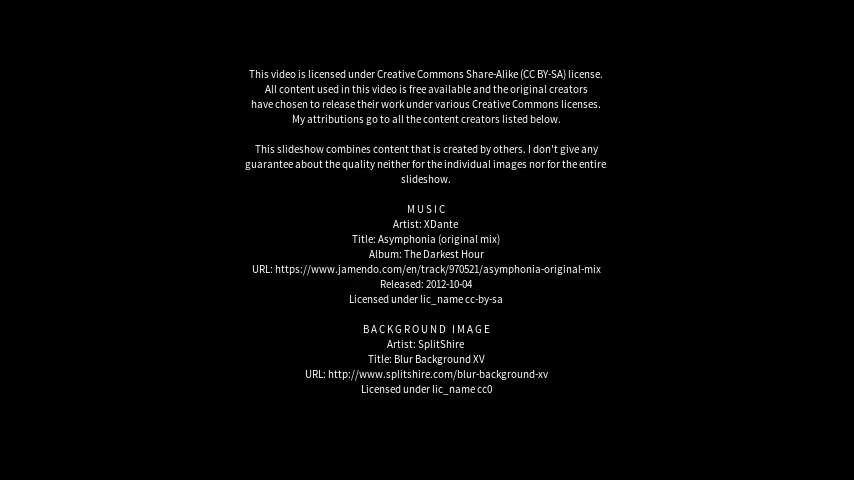 This video is licensed under Creative Commons Share-Alike (CC BY-SA) license.
All content used in this video is free available and the original creators
have chosen to release their work under various Creative Commons licenses.
My attributions go to all the content creators listed below.
This slideshow combines content that is created by others. I don't give any
guarantee about the quality neither for the individual images nor for the entire
slideshow.
MUSIC
Artist: XDante
Title: Asymphonia (original mix)
Album: The Darkest Hour
URL: https://www.jamendo.com/en/track/970521/asymphonia-original-mix
Released: 2012-10-04
Licensed under lic_name cc-by-sa
BACKGROUND IMAGE
Artist: SplitShire
Title: Blur Background XV
URL: http://www.splitshire.com/blur-background-xv
Licensed under lic_name cc0